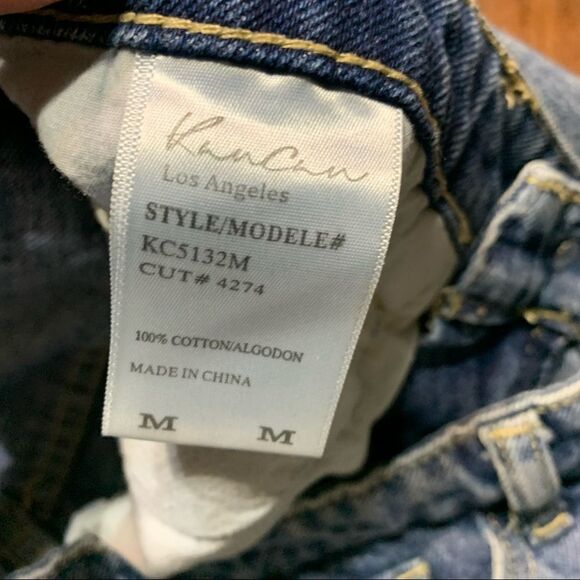 KanCan
Los Angeles
STYLE/MODELE#
KC5132M
CUT# 4274
100% COTTON/ALGODON
MADE IN CHINA
M M